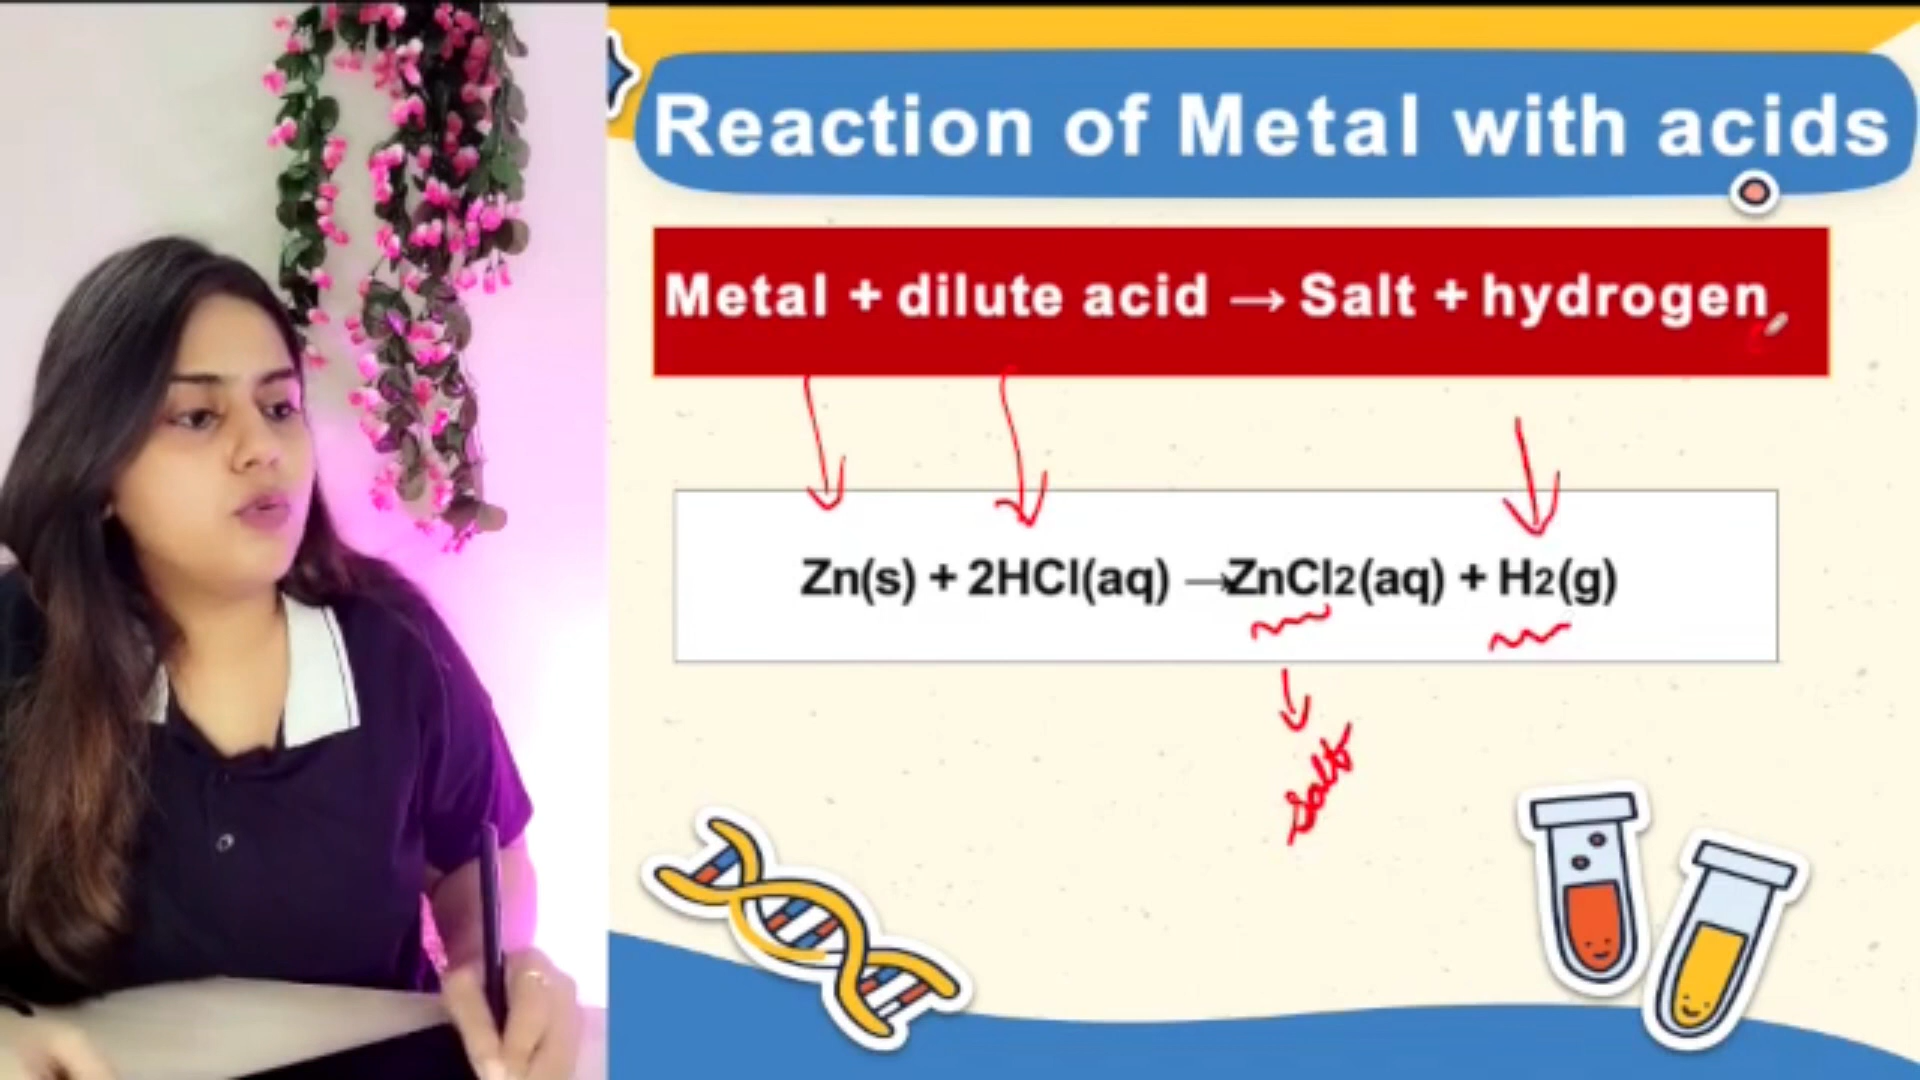 Reaction of Metal with acids
Metal + dilute acid → Salt + hydrogen
Zn(s) + 2HCl(aq) → ZnCl2(aq) + H2(g)
Salt